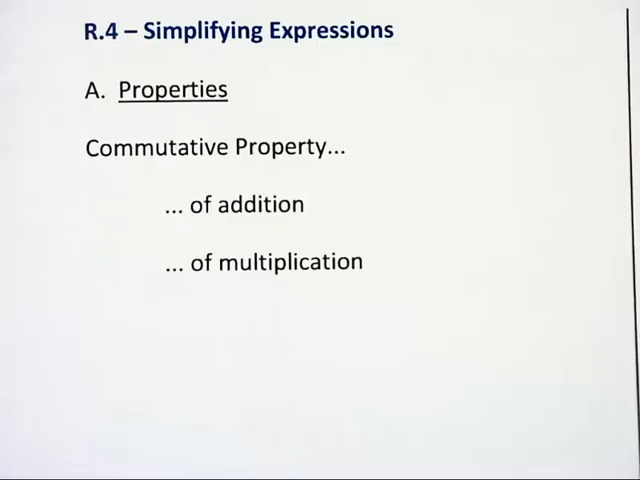 R.4 – Simplifying Expressions
A. Properties
Commutative Property...
... of addition
... of multiplication